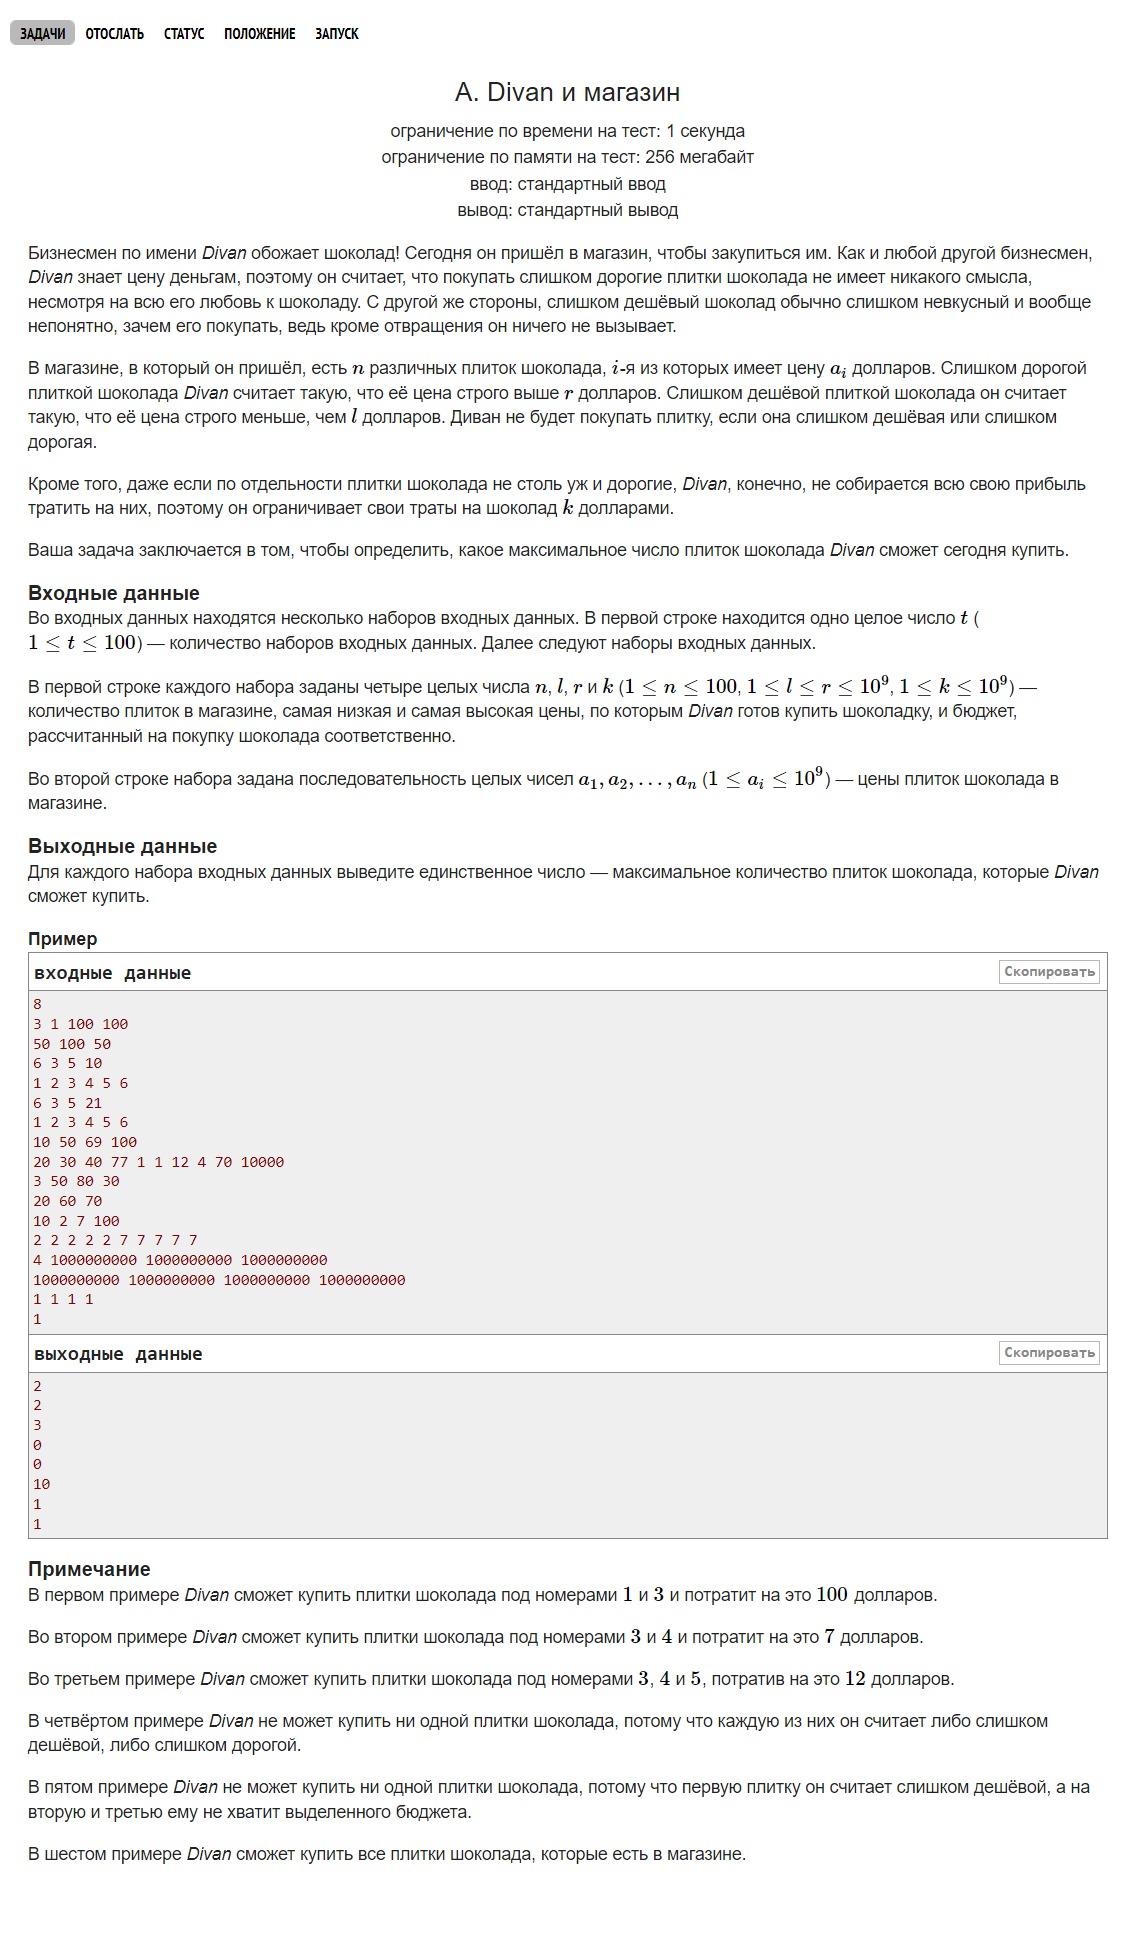 ЗАДАЧИ ОТОСЛАТЬ СТАТУС ПОЛОЖЕНИЕ ЗАПУСК
A. Divan и магазин
ограничение по времени на тест: 1 секунда
ограничение по памяти на тест: 256 мегабайт
ввод: стандартный ввод
вывод: стандартный вывод
Бизнесмен по имени Divan обожает шоколад! Сегодня он пришёл в магазин, чтобы закупиться им. Как и любой другой бизнесмен,
Divan знает цену деньгам, поэтому он считает, что покупать слишком дорогие плитки шоколада не имеет никакого смысла,
несмотря на всю его любовь к шоколаду. С другой же стороны, слишком дешёвый шоколад обычно слишком невкусный и вообще
непонятно, зачем его покупать, ведь кроме отвращения он ничего не вызывает.
В магазине, в который он пришёл, есть n различных плиток шоколада, i-я из которых имеет цену a_i долларов. Слишком дорогой
плиткой шоколада Divan считает такую, что её цена строго выше r долларов. Слишком дешёвой плиткой шоколада он считает
такую, что её цена строго меньше, чем l долларов. Диван не будет покупать плитку, если она слишком дешёвая или слишком
дорогая.
Кроме того, даже если по отдельности плитки шоколада не столь уж и дорогие, Divan, конечно, не собирается всю свою прибыль
тратить на них, поэтому он ограничивает свои траты на шоколад k долларами.
Ваша задача заключается в том, чтобы определить, какое максимальное число плиток шоколада Divan сможет сегодня купить.
Входные данные
Во входных данных находятся несколько наборов входных данных. В первой строке находится одно целое число t (
1 ≤ t ≤ 100) — количество наборов входных данных. Далее следуют наборы входных данных.
В первой строке каждого набора заданы четыре целых числа n, l, r и k (1 ≤ n ≤ 100, 1 ≤ l ≤ r ≤ 10^9, 1 ≤ k ≤ 10^9) —
количество плиток в магазине, самая низкая и самая высокая цены, по которым Divan готов купить шоколадку, и бюджет,
рассчитанный на покупку шоколада соответственно.
Во второй строке набора задана последовательность целых чисел a_1, a_2, …, a_n (1 ≤ a_i ≤ 10^9) — цены плиток шоколада в
магазине.
Выходные данные
Для каждого набора входных данных выведите единственное число — максимальное количество плиток шоколада, которые Divan
сможет купить.
Пример
входные данные Скопировать
8
3 1 100 100
50 100 50
6 3 5 10
1 2 3 4 5 6
6 3 5 21
1 2 3 4 5 6
10 50 69 100
20 30 40 77 1 1 12 4 70 10000
3 50 80 30
20 60 70
10 2 7 100
2 2 2 2 2 7 7 7 7 7
4 1000000000 1000000000 1000000000
1000000000 1000000000 1000000000 1000000000
1 1 1 1
1
выходные данные Скопировать
2
2
3
0
0
10
1
1
Примечание
В первом примере Divan сможет купить плитки шоколада под номерами 1 и 3 и потратит на это 100 долларов.
Во втором примере Divan сможет купить плитки шоколада под номерами 3 и 4 и потратит на это 7 долларов.
Во третьем примере Divan сможет купить плитки шоколада под номерами 3, 4 и 5, потратив на это 12 долларов.
В четвёртом примере Divan не может купить ни одной плитки шоколада, потому что каждую из них он считает либо слишком
дешёвой, либо слишком дорогой.
В пятом примере Divan не может купить ни одной плитки шоколада, потому что первую плитку он считает слишком дешёвой, а на
вторую и третью ему не хватит выделенного бюджета.
В шестом примере Divan сможет купить все плитки шоколада, которые есть в магазине.